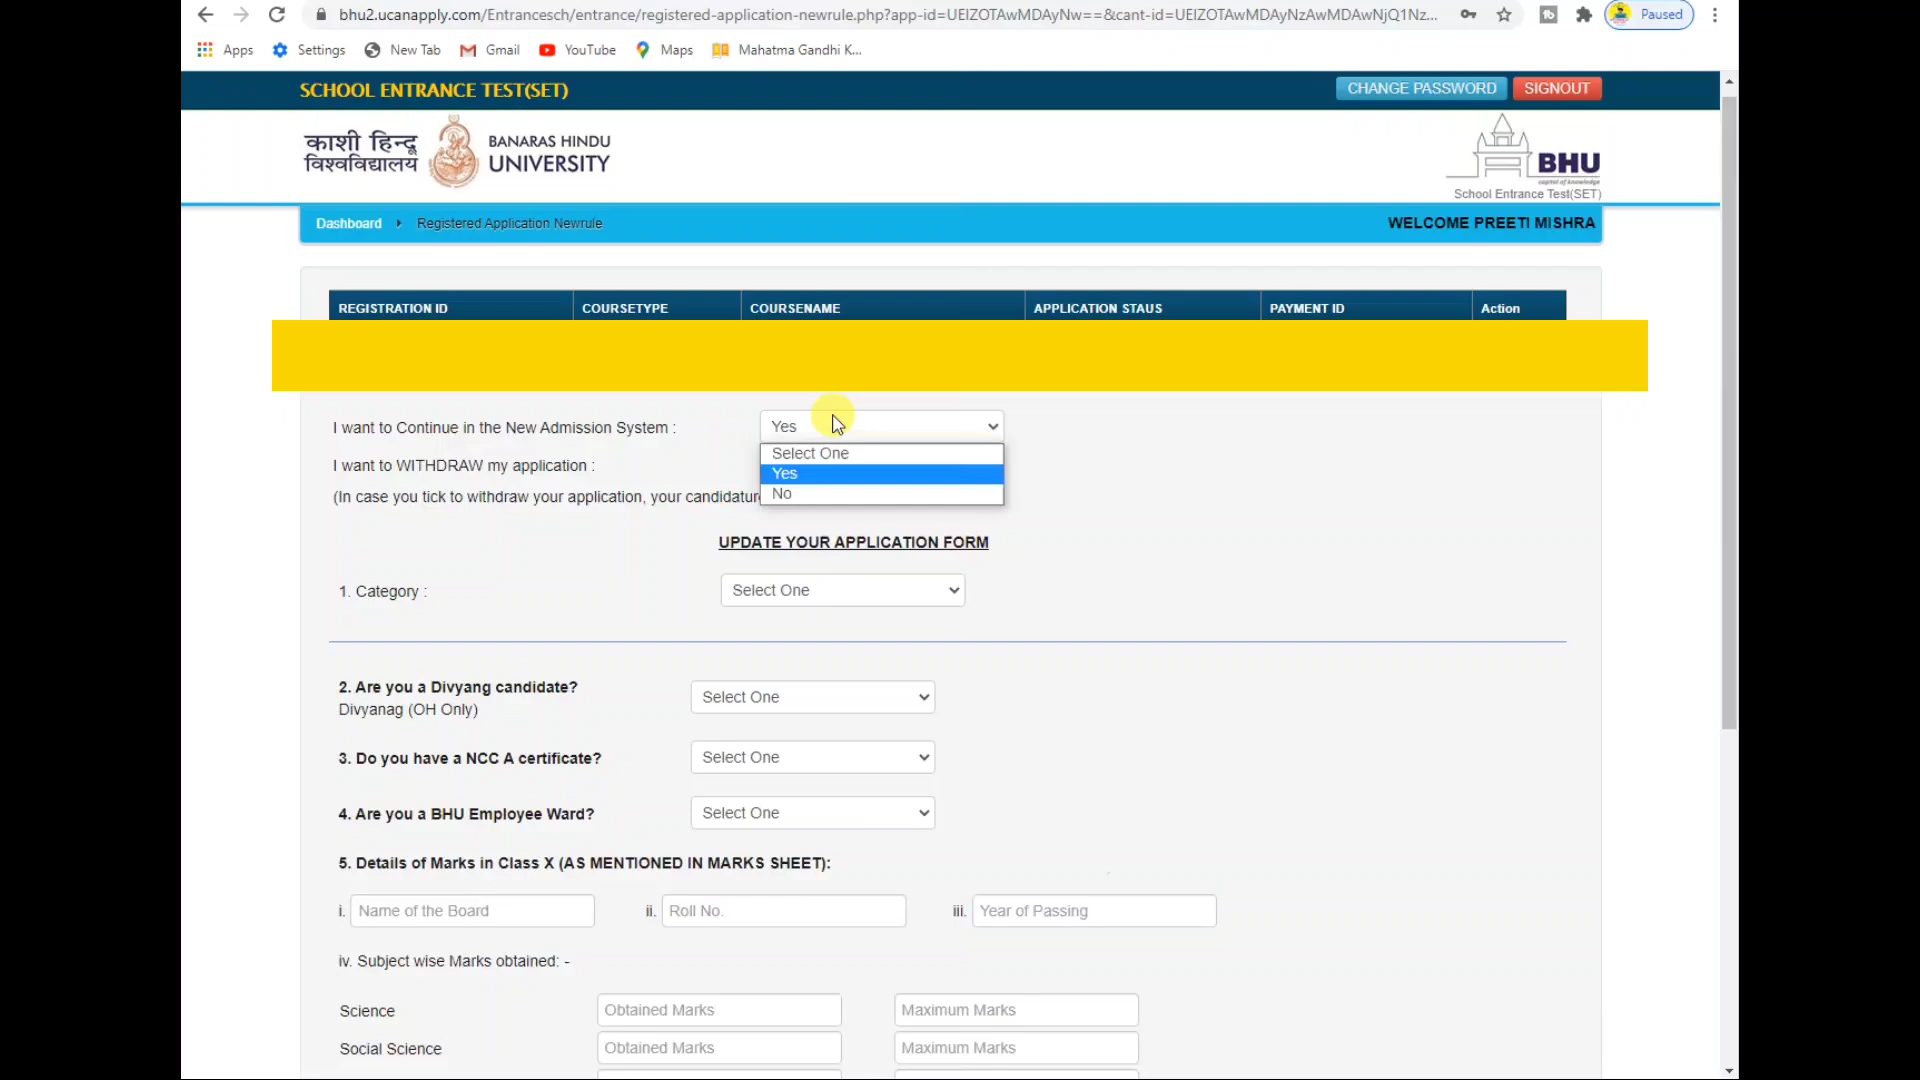 bhu2.ucanapply.com/Entrancesch/entrance/registered-application-newrule.php?app-id=UElZOTAwMDAyNw==&cant-id=UElZOTAwMDAyNzAwMDAwNjQ1Nz... Paused
Apps Settings New Tab Gmail YouTube Maps Mahatma Gandhi K...
SCHOOL ENTRANCE TEST(SET) CHANGE PASSWORD SIGNOUT
काशी हिन्दू
विश्वविद्यालय
BANARAS HINDU
UNIVERSITY
BHU
capital of knowledge
School Entrance Test(SET)
Dashboard Registered Application Newrule WELCOME PREETI MISHRA
REGISTRATION ID COURSETYPE COURSENAME APPLICATION STAUS PAYMENT ID Action
I want to Continue in the New Admission System : Yes
Select One
I want to WITHDRAW my application :
Yes
(In case you tick to withdraw your application, your candidatur
No
UPDATE YOUR APPLICATION FORM
1. Category : Select One
2. Are you a Divyang candidate? Select One
Divyanag (OH Only)
3. Do you have a NCC A certificate? Select One
4. Are you a BHU Employee Ward? Select One
5. Details of Marks in Class X (AS MENTIONED IN MARKS SHEET):
i. Name of the Board ii. Roll No. iii. Year of Passing
iv. Subject wise Marks obtained: -
Science Obtained Marks Maximum Marks
Social Science Obtained Marks Maximum Marks